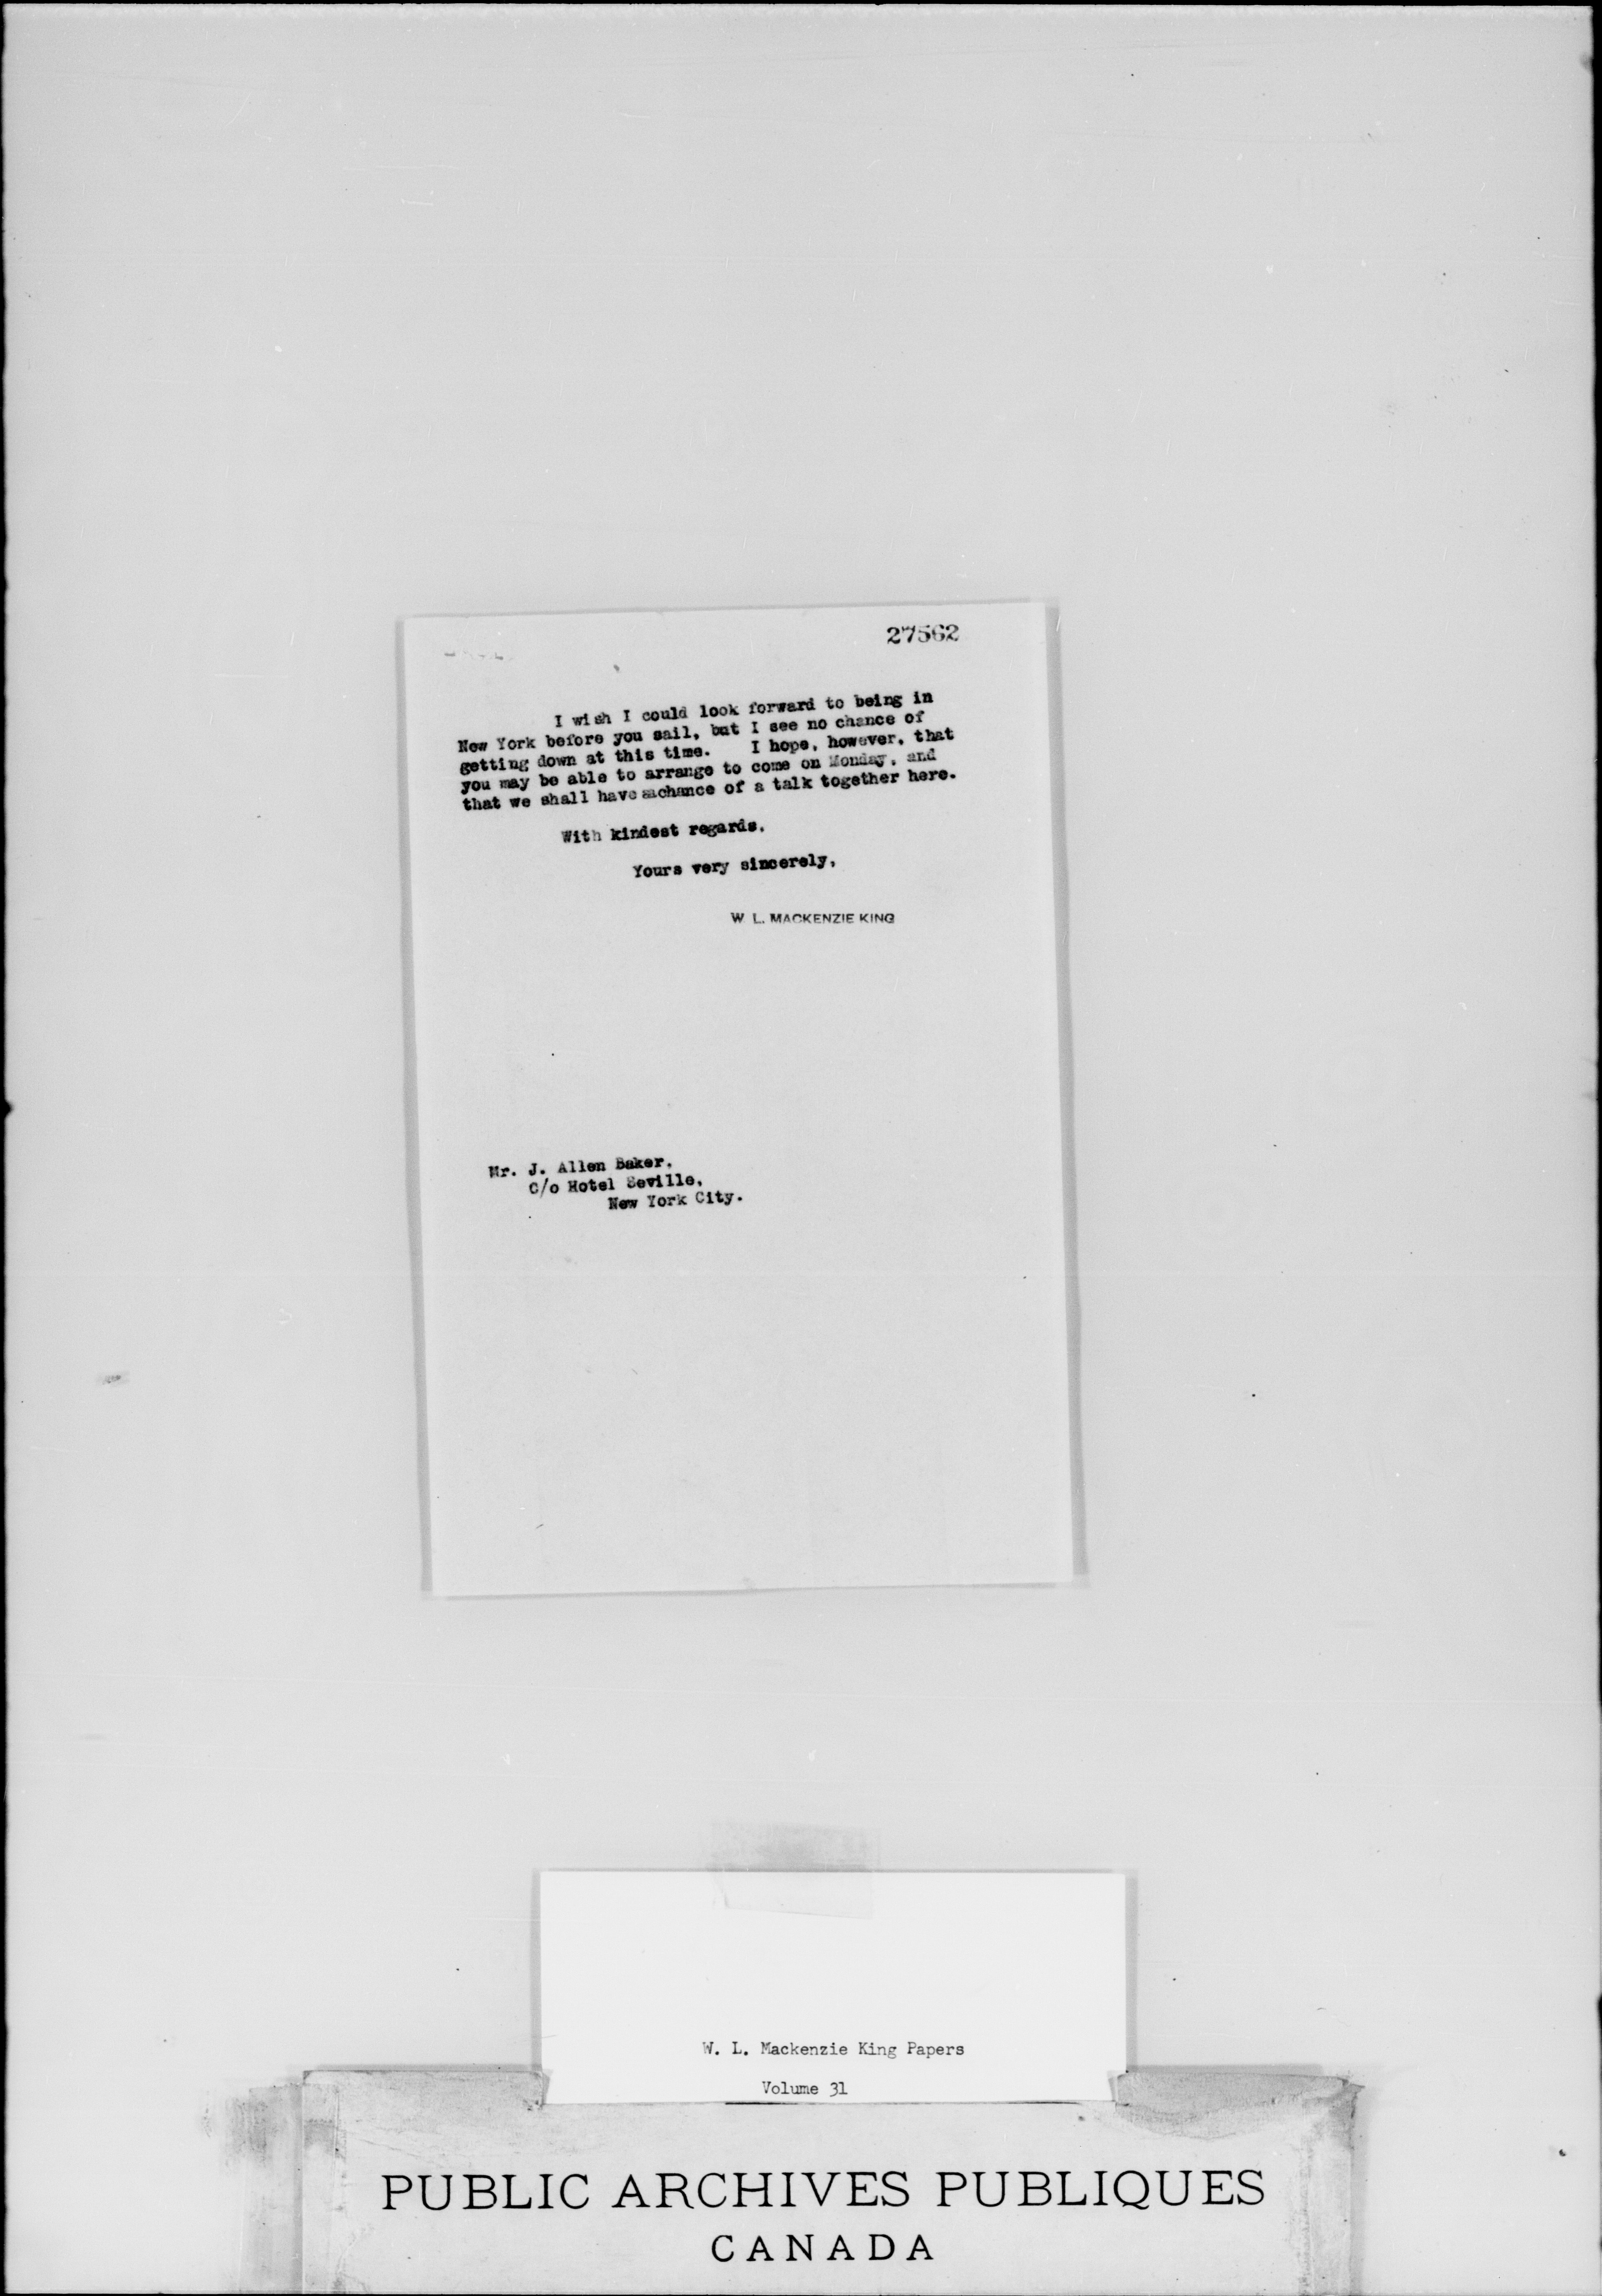 27562
I wish I could look forward to being in
New York before you sail, but I see no chance of
getting down at this time. I hope, however, that
you may be able to arrange to come on Monday, and
that we shall have a chance of a talk together here.
With kindest regards,
Yours very sincerely,
W. L. MACKENZIE KING
Mr. J. Allen Baker,
C/o Hotel Seville,
New York City.
W. L. Mackenzie King Papers
Volume 31
PUBLIC ARCHIVES PUBLIQUES
CANADA